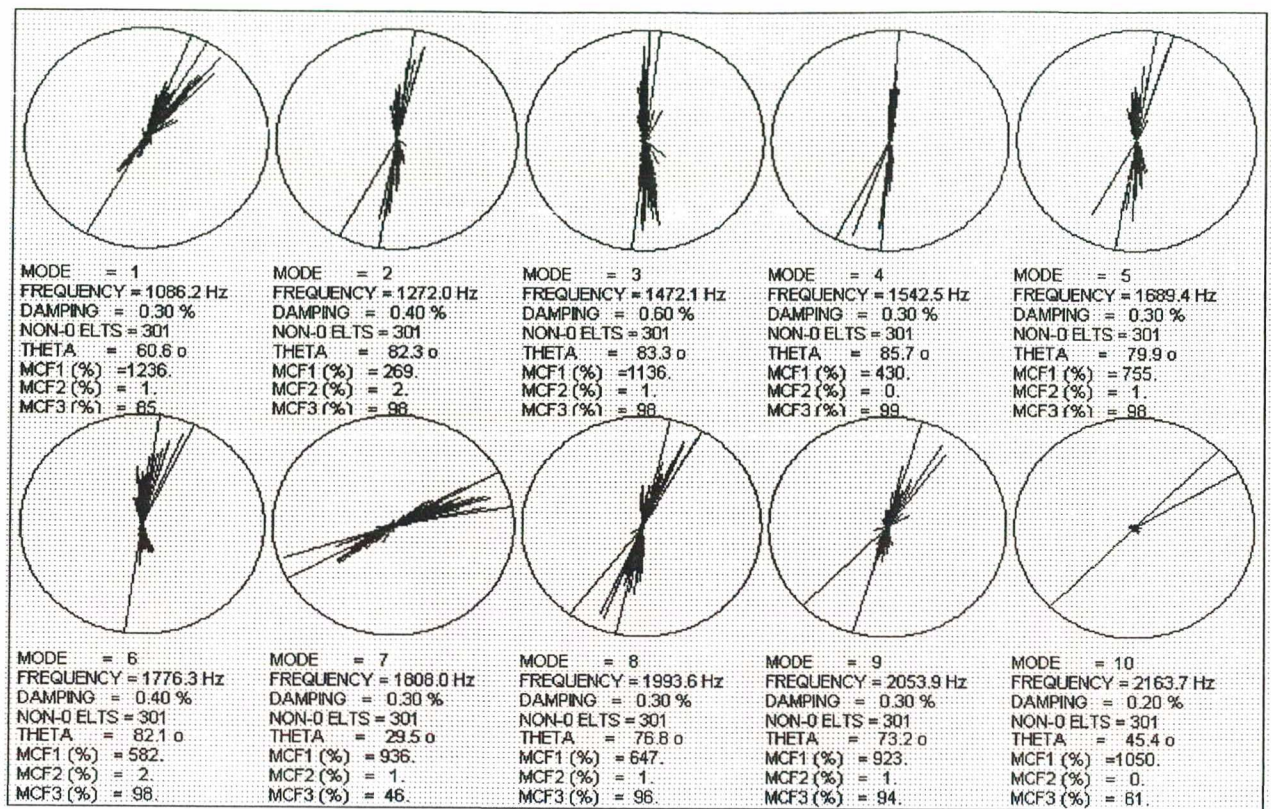 MODE = 1
FREQUENCY = 1086.2 Hz
DAMPING = 0.30 %
NON-0 ELTS = 301
THETA = 60.6 o
MCF1 (%) =1236.
MCF2 (%) = 1.
MCF3 (%) = 85
MODE = 2
FREQUENCY = 1272.0 Hz
DAMPING = 0.40 %
NON-0 ELTS = 301
THETA = 82.3 o
MCF1 (%) = 269.
MCF2 (%) = 2.
MCF3 (%) = 98
MODE = 3
FREQUENCY = 1472.1 Hz
DAMPING = 0.60 %
NON-0 ELTS = 301
THETA = 83.3 o
MCF1 (%) =1136.
MCF2 (%) = 1.
MCF3 (%) = 98
MODE = 4
FREQUENCY = 1542.5 Hz
DAMPING = 0.30 %
NON-0 ELTS = 301
THETA = 85.7 o
MCF1 (%) = 430.
MCF2 (%) = 0.
MCF3 (%) = 99
MODE = 5
FREQUENCY = 1689.4 Hz
DAMPING = 0.30 %
NON-0 ELTS = 301
THETA = 79.9 o
MCF1 (%) = 755.
MCF2 (%) = 1.
MCF3 (%) = 98
MODE = 6
FREQUENCY = 1776.3 Hz
DAMPING = 0.40 %
NON-0 ELTS = 301
THETA = 82.1 o
MCF1 (%) = 582.
MCF2 (%) = 2.
MCF3 (%) = 98.
MODE = 7
FREQUENCY = 1808.0 Hz
DAMPING = 0.30 %
NON-0 ELTS = 301
THETA = 29.5 o
MCF1 (%) = 936.
MCF2 (%) = 1.
MCF3 (%) = 46.
MODE = 8
FREQUENCY = 1993.6 Hz
DAMPING = 0.30 %
NON-0 ELTS = 301
THETA = 76.8 o
MCF1 (%) = 647.
MCF2 (%) = 1.
MCF3 (%) = 96.
MODE = 9
FREQUENCY = 2053.9 Hz
DAMPING = 0.30 %
NON-0 ELTS = 301
THETA = 73.2 o
MCF1 (%) = 923.
MCF2 (%) = 1.
MCF3 (%) = 94.
MODE = 10
FREQUENCY = 2163.7 Hz
DAMPING = 0.20 %
NON-0 ELTS = 301
THETA = 45.4 o
MCF1 (%) =1050.
MCF2 (%) = 0.
MCF3 (%) = 81.